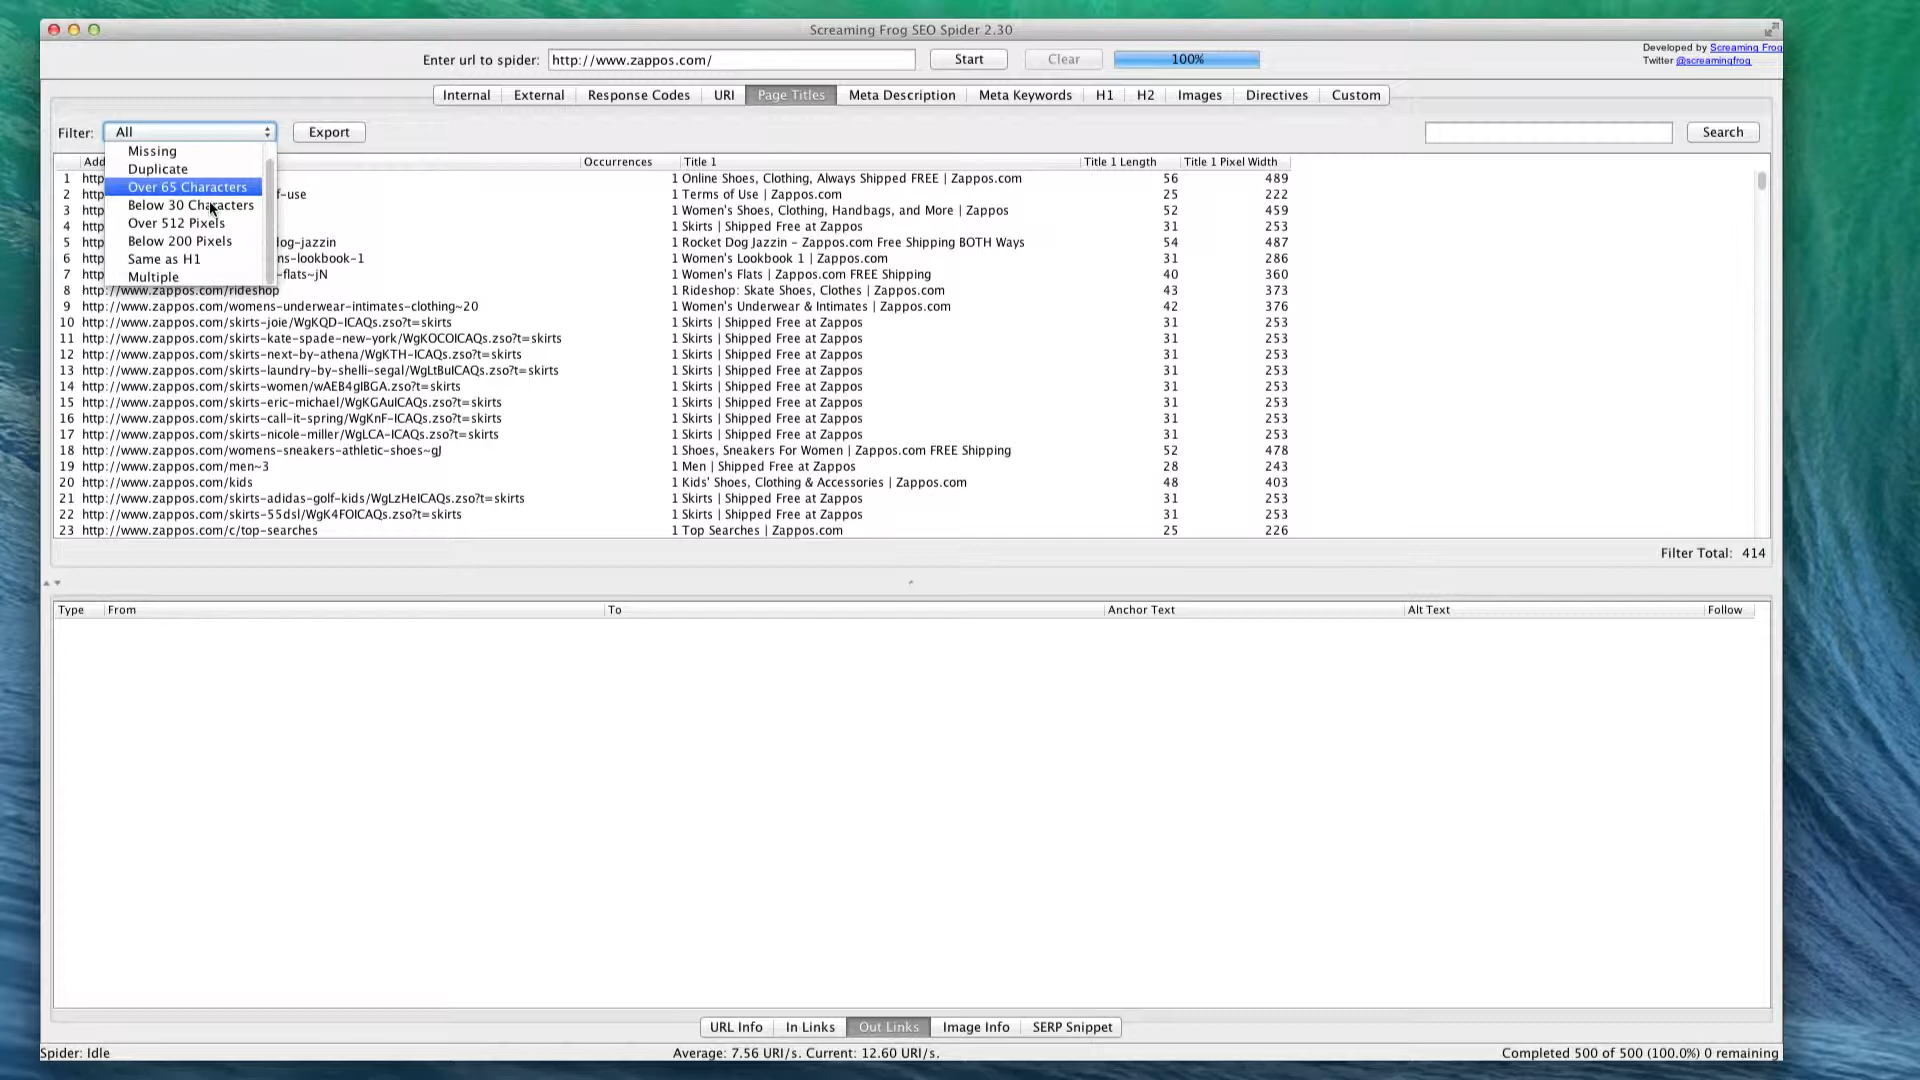 Screaming Frog SEO Spider 2.30
Enter url to spider: http://www.zappos.com/ Start Clear 100%
Developed by Screaming Frog
Twitter @screamingfrog
Internal External Response Codes URI Page Titles Meta Description Meta Keywords H1 H2 Images Directives Custom
Filter: All Export Search
Missing
Duplicate
Over 65 Characters
Below 30 Characters
Over 512 Pixels
Below 200 Pixels
Same as H1
Multiple
Add Occurrences Title 1 Title 1 Length Title 1 Pixel Width
1 http 1 Online Shoes, Clothing, Always Shipped FREE | Zappos.com 56 489
2 http f-use 1 Terms of Use | Zappos.com 25 222
3 http 1 Women's Shoes, Clothing, Handbags, and More | Zappos 52 459
4 http 1 Skirts | Shipped Free at Zappos 31 253
5 http log-jazzin 1 Rocket Dog Jazzin - Zappos.com Free Shipping BOTH Ways 54 487
6 http ns-lookbook-1 1 Women's Lookbook 1 | Zappos.com 31 286
7 http -flats~jN 1 Women's Flats | Zappos.com FREE Shipping 40 360
8 http://www.zappos.com/rideshop 1 Rideshop: Skate Shoes, Clothes | Zappos.com 43 373
9 http://www.zappos.com/womens-underwear-intimates-clothing~20 1 Women's Underwear & Intimates | Zappos.com 42 376
10 http://www.zappos.com/skirts-joie/WgKQD-ICAQs.zso?t=skirts 1 Skirts | Shipped Free at Zappos 31 253
11 http://www.zappos.com/skirts-kate-spade-new-york/WgKOCOICAQs.zso?t=skirts 1 Skirts | Shipped Free at Zappos 31 253
12 http://www.zappos.com/skirts-next-by-athena/WgKTH-ICAQs.zso?t=skirts 1 Skirts | Shipped Free at Zappos 31 253
13 http://www.zappos.com/skirts-laundry-by-shelli-segal/WgLtBuICAQs.zso?t=skirts 1 Skirts | Shipped Free at Zappos 31 253
14 http://www.zappos.com/skirts-women/wAEB4gIBGA.zso?t=skirts 1 Skirts | Shipped Free at Zappos 31 253
15 http://www.zappos.com/skirts-eric-michael/WgKGAuICAQs.zso?t=skirts 1 Skirts | Shipped Free at Zappos 31 253
16 http://www.zappos.com/skirts-call-it-spring/WgKnF-ICAQs.zso?t=skirts 1 Skirts | Shipped Free at Zappos 31 253
17 http://www.zappos.com/skirts-nicole-miller/WgLCA-ICAQs.zso?t=skirts 1 Skirts | Shipped Free at Zappos 31 253
18 http://www.zappos.com/womens-sneakers-athletic-shoes~gJ 1 Shoes, Sneakers For Women | Zappos.com FREE Shipping 52 478
19 http://www.zappos.com/men~3 1 Men | Shipped Free at Zappos 28 243
20 http://www.zappos.com/kids 1 Kids' Shoes, Clothing & Accessories | Zappos.com 48 403
21 http://www.zappos.com/skirts-adidas-golf-kids/WgLzHeICAQs.zso?t=skirts 1 Skirts | Shipped Free at Zappos 31 253
22 http://www.zappos.com/skirts-55dsl/WgK4FOICAQs.zso?t=skirts 1 Skirts | Shipped Free at Zappos 31 253
23 http://www.zappos.com/c/top-searches 1 Top Searches | Zappos.com 25 226
Filter Total: 414
Type From To Anchor Text Alt Text Follow
URL Info In Links Out Links Image Info SERP Snippet
Spider: Idle Average: 7.56 URI/s. Current: 12.60 URI/s. Completed 500 of 500 (100.0%) 0 remaining